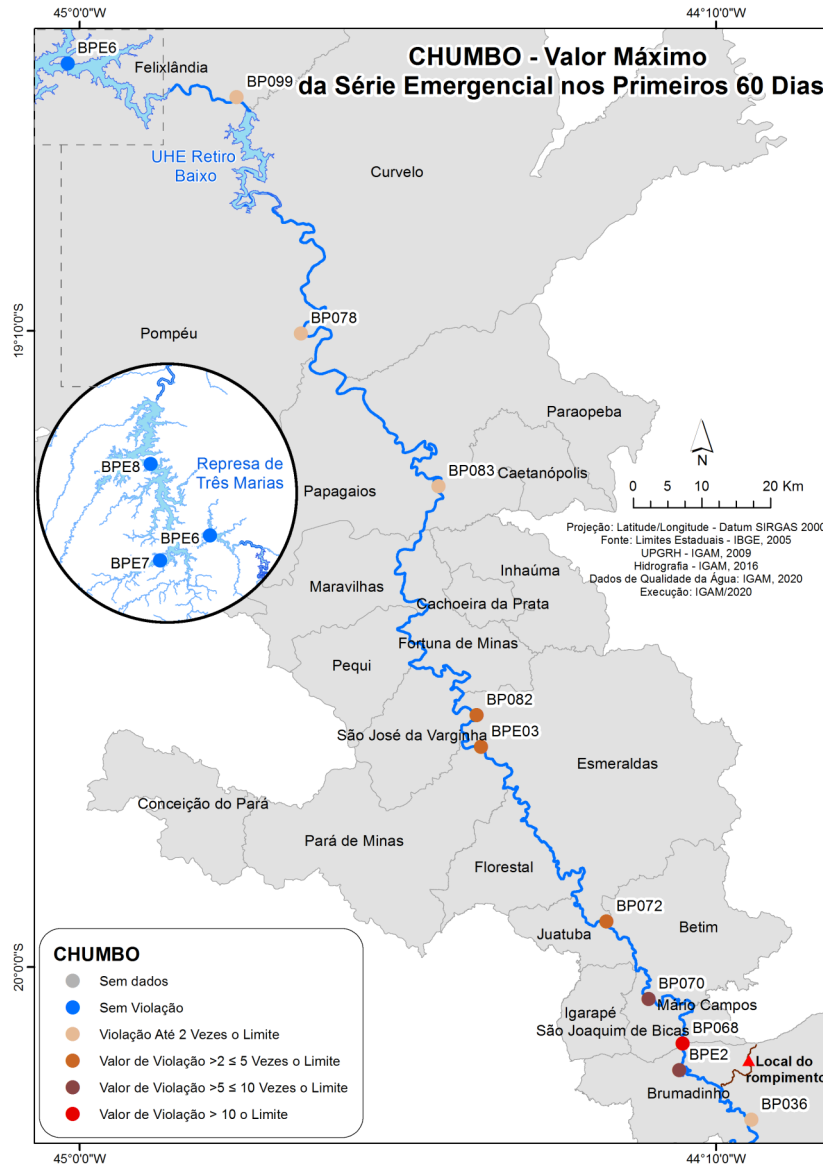 45°0'0"W
44°10'0"W
CHUMBO - Valor Máximo
da Série Emergencial nos Primeiros 60 Dias
BPE6
Felixlândia
BP099
UHE Retiro
Baixo
Curvelo
19°10'0"S
BP078
Pompéu
Paraopeba
N
BPE8
Represa de
Três Marias
BPE6
BPE7
BP083
Caetanópolis
Papagaios
0 5 10 20 Km
Projeção: Latitude/Longitude - Datum SIRGAS 2000
Fonte: Limites Estaduais - IBGE, 2005
UPGRH - IGAM, 2009
Hidrografia - IGAM, 2016
Dados de Qualidade da Água: IGAM, 2020
Execução: IGAM/2020
Inhaúma
Maravilhas
Cachoeira da Prata
Fortuna de Minas
Pequi
BP082
São José da Varginha
BPE03
Esmeraldas
Conceição do Pará
Pará de Minas
Florestal
BP072
Juatuba
Betim
20°0'0"S
BP070
Mário Campos
Igarapé
São Joaquim de Bicas
BP068
BPE2
Local do
rompimento
Brumadinho
BP036
CHUMBO
Sem dados
Sem Violação
Violação Até 2 Vezes o Limite
Valor de Violação >2 ≤ 5 Vezes o Limite
Valor de Violação >5 ≤ 10 Vezes o Limite
Valor de Violação > 10 o Limite
45°0'0"W
44°10'0"W